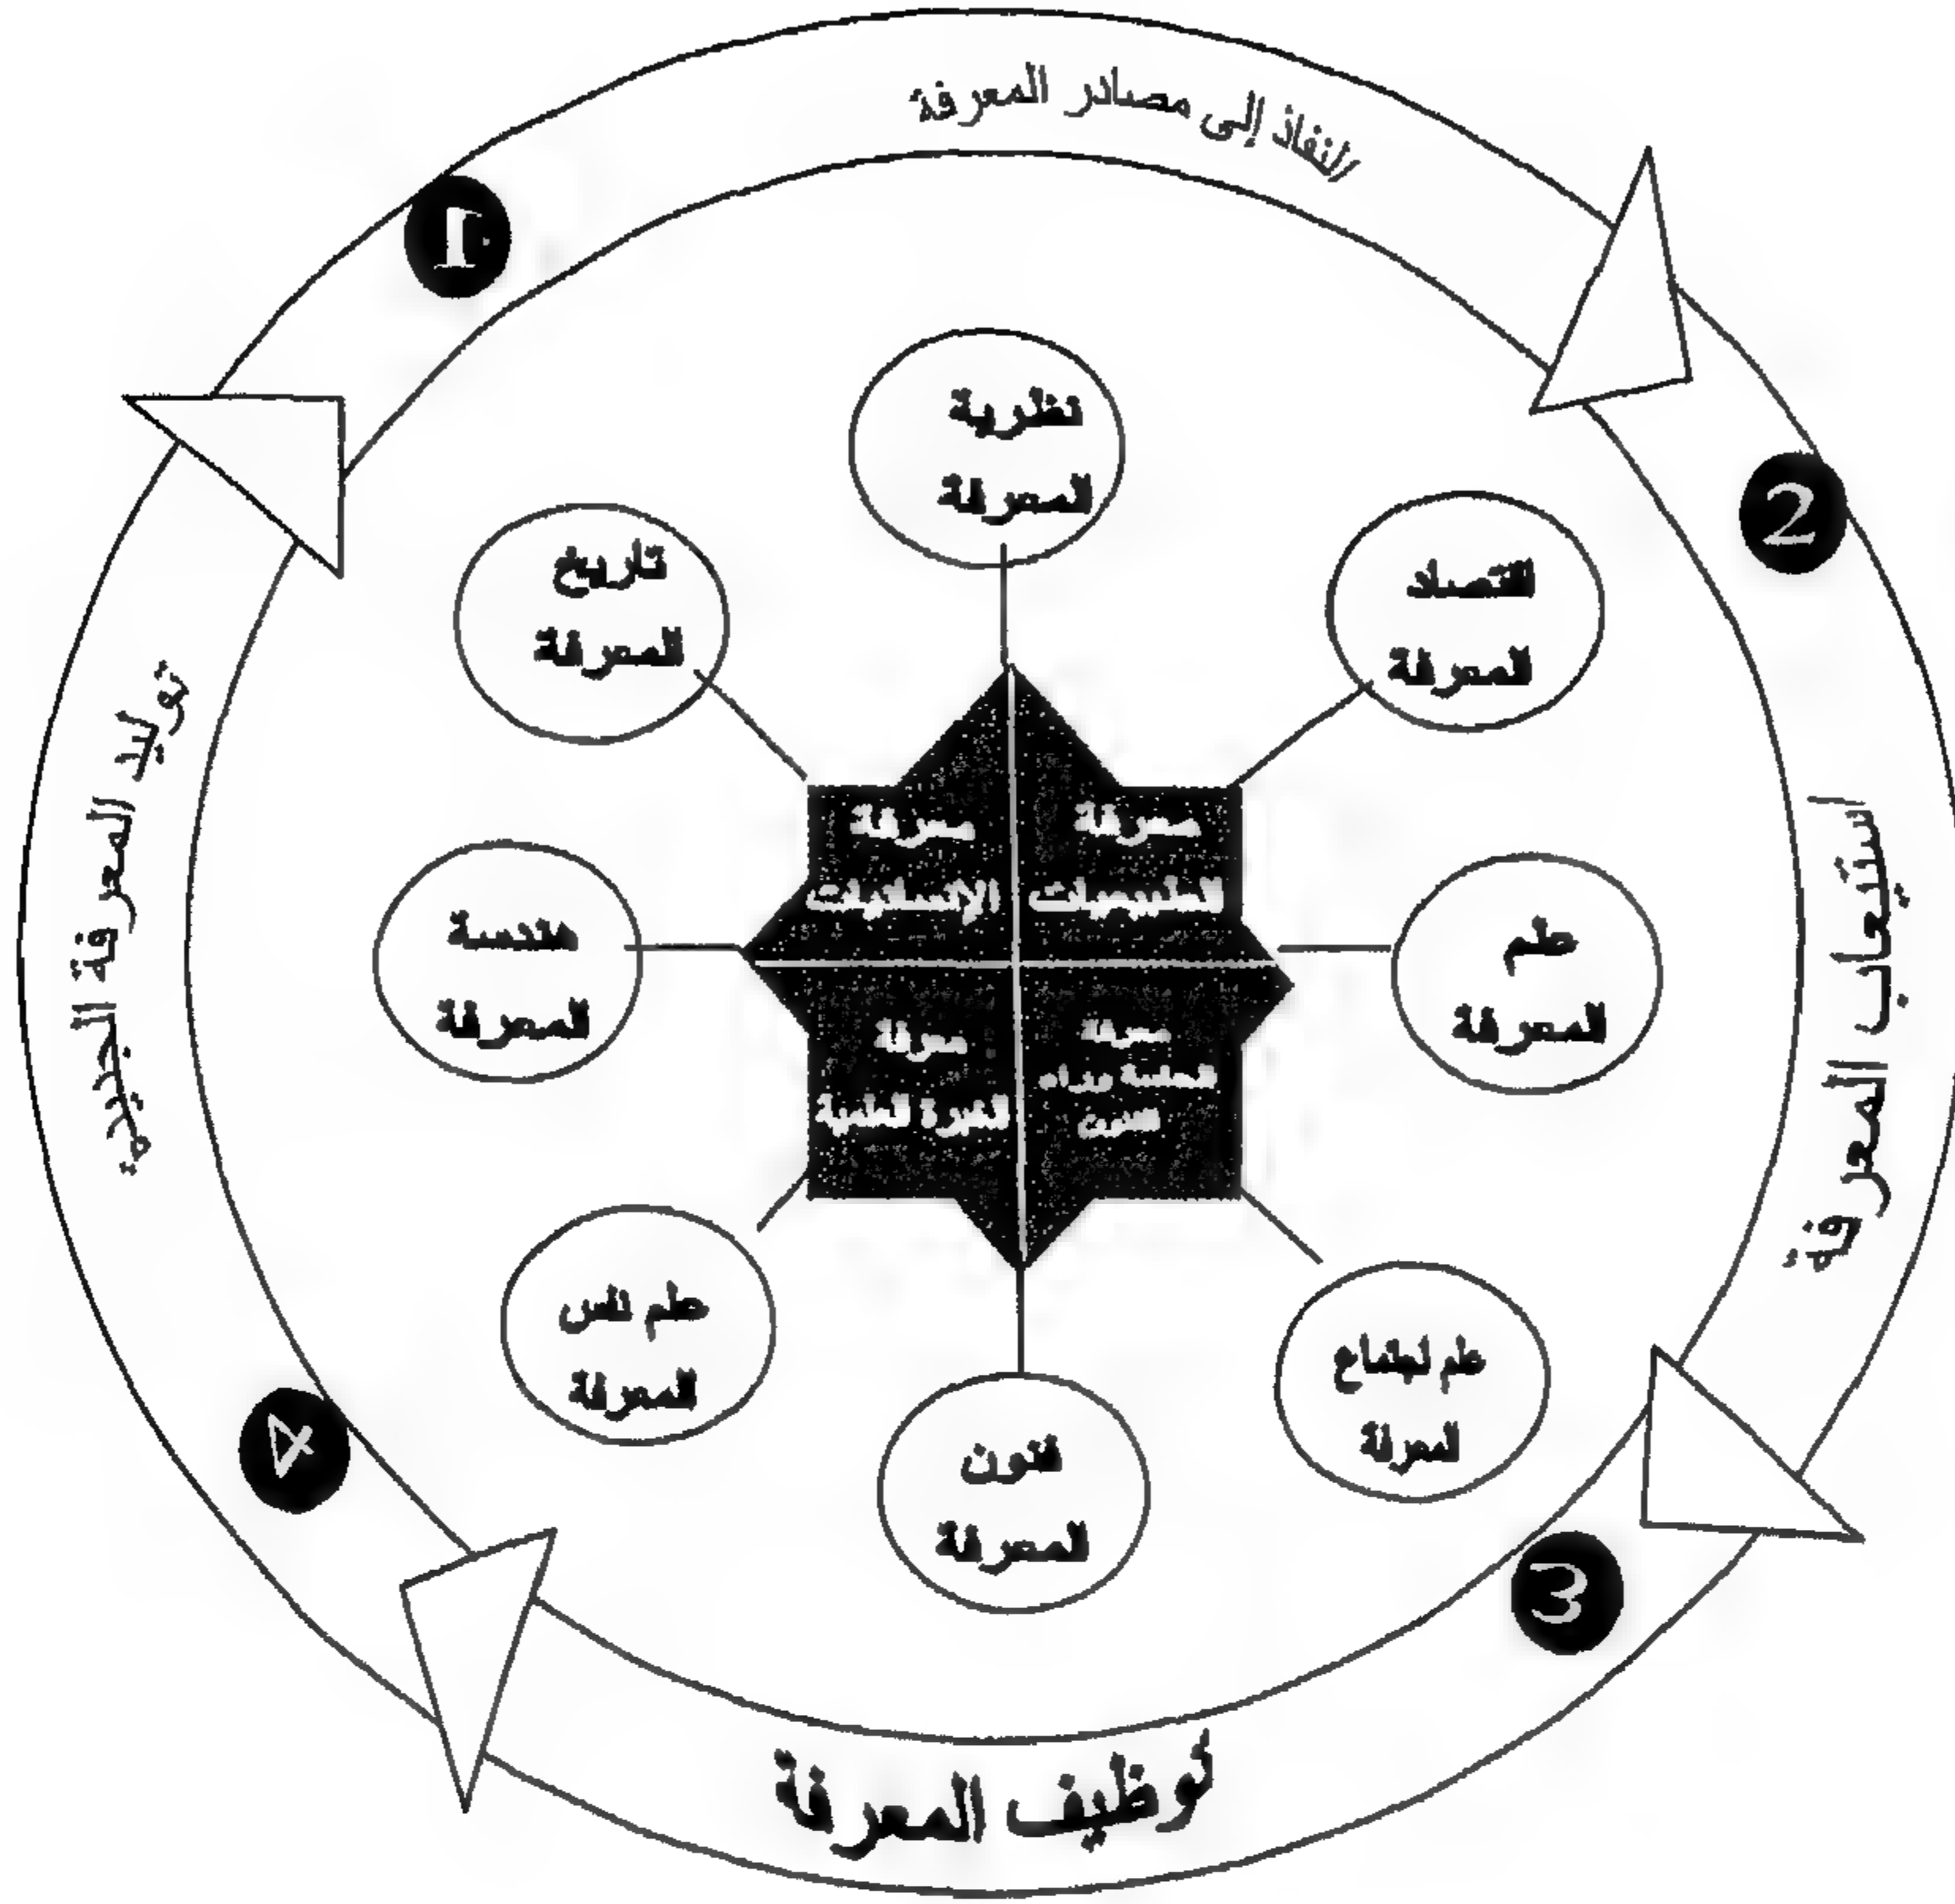 1
النفاذ إلى مصادر المعرفة
2
استيعاب المعرفة
3
توظيف المعرفة
4
توليد المعرفة الجديدة
نظرية
المعرفة
اقتصاد
المعرفة
علم
المعرفة
علم اجتماع
المعرفة
فنون
المعرفة
علم نفس
المعرفة
هندسة
المعرفة
تاريخ
المعرفة
معرفة
الطبيعيات
معرفة
الإنسانيات
معرفة
الفنون
معرفة
الخبرة العلمية